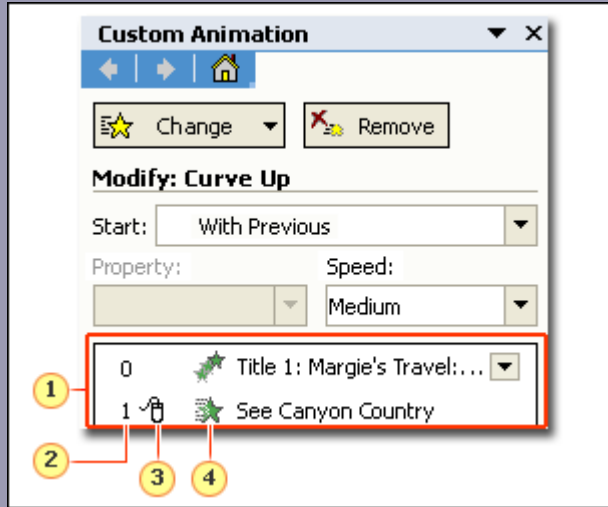 Custom Animation
Change Remove
Modify: Curve Up
Start: With Previous
Property: Speed:
Medium
0 Title 1: Margie's Travel:...
1 See Canyon Country
1
2
3
4